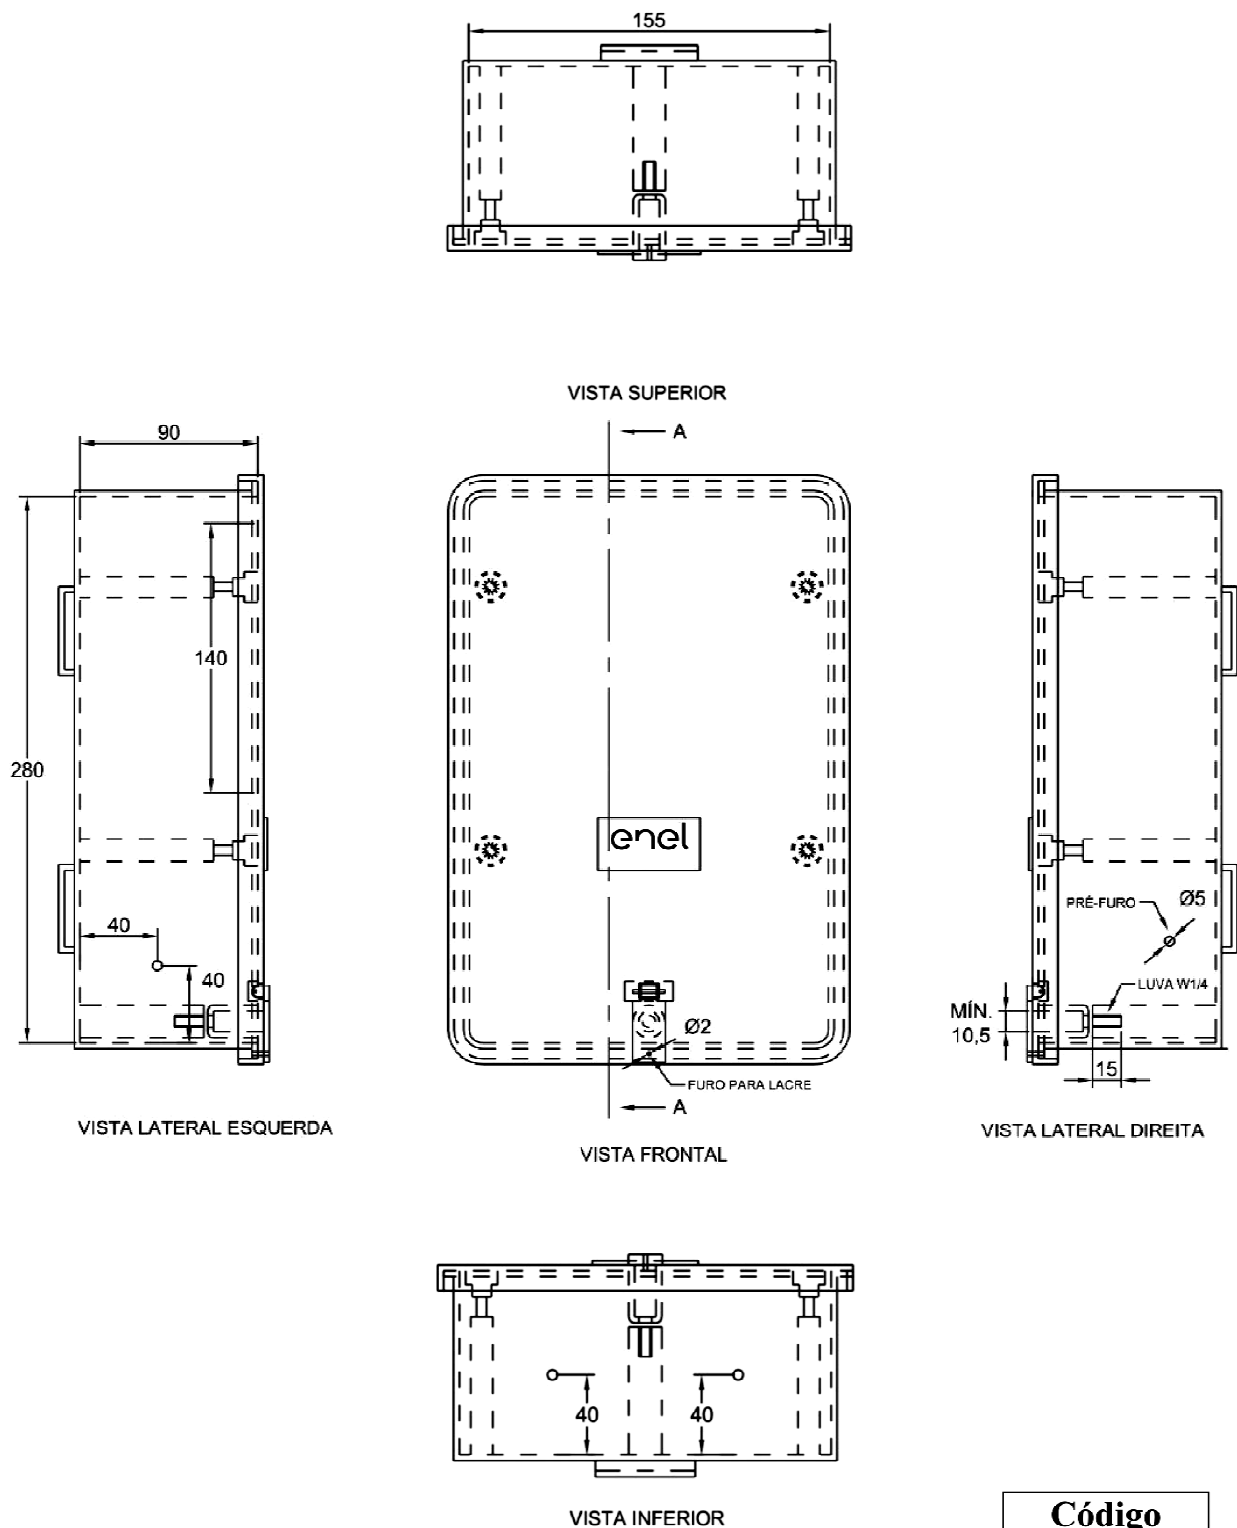 155
VISTA SUPERIOR
A
90
140
280
enel
40
40
PRÉ-FURO
Ø5
LUVA W1/4
MÍN.
10,5
15
Ø2
FURO PARA LACRE
A
VISTA LATERAL ESQUERDA
VISTA FRONTAL
VISTA LATERAL DIREITA
40
40
VISTA INFERIOR
Código